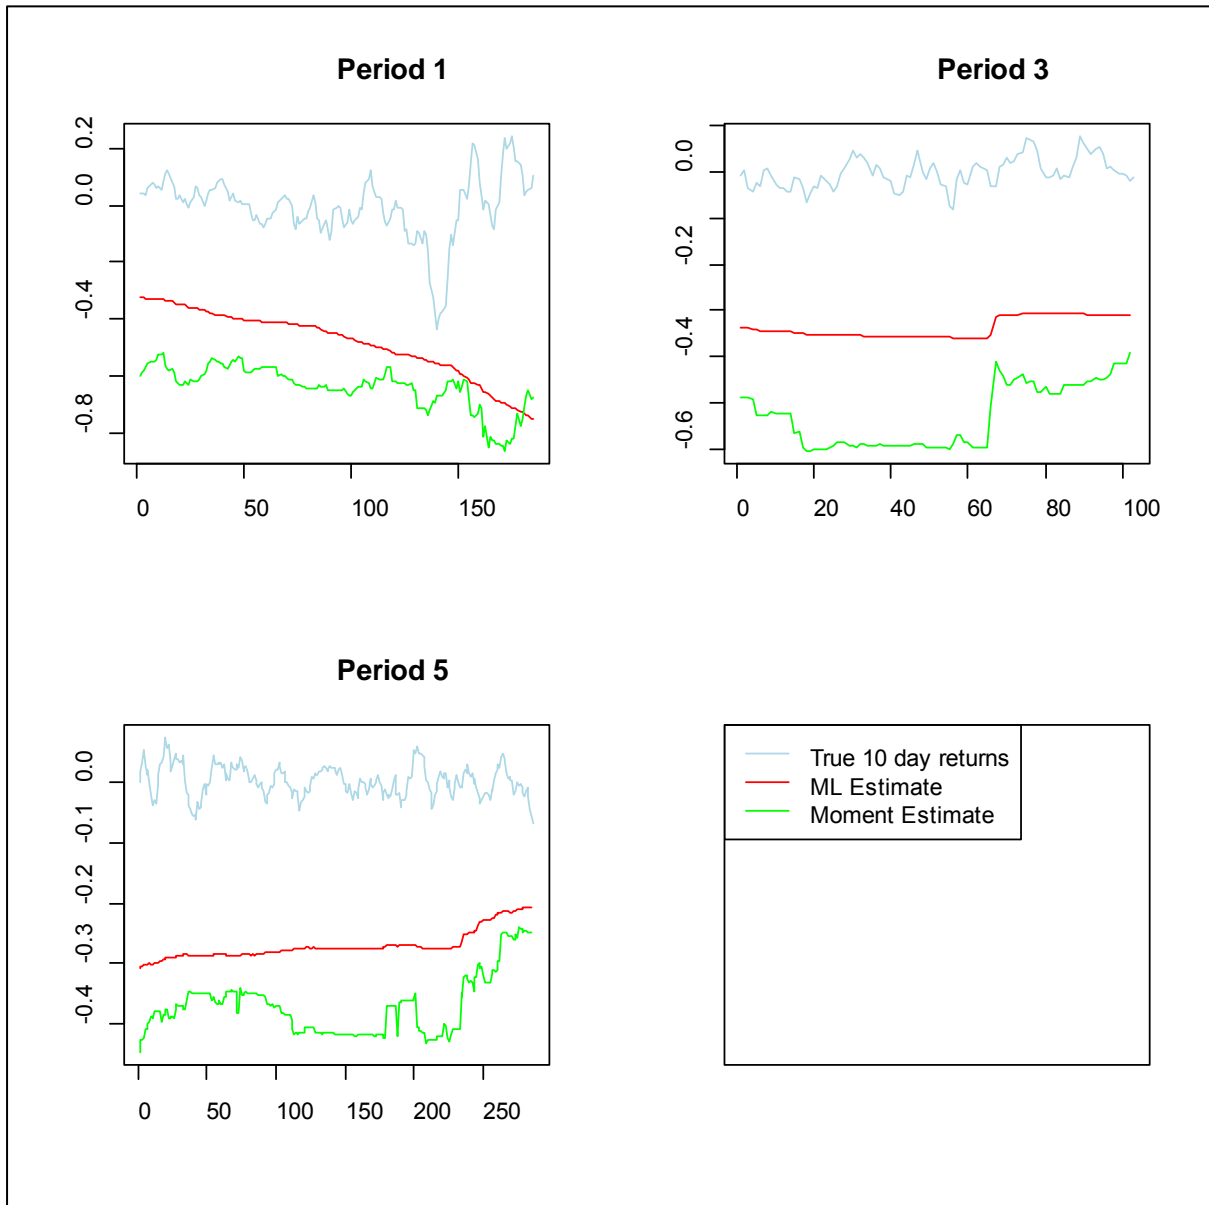 Period 1
0.2
0.0
-0.4
-0.8
0 50 100 150
Period 3
0.0
-0.2
-0.4
-0.6
0 20 40 60 80 100
Period 5
0.0
-0.1
-0.2
-0.3
-0.4
0 50 100 150 200 250
True 10 day returns
ML Estimate
Moment Estimate